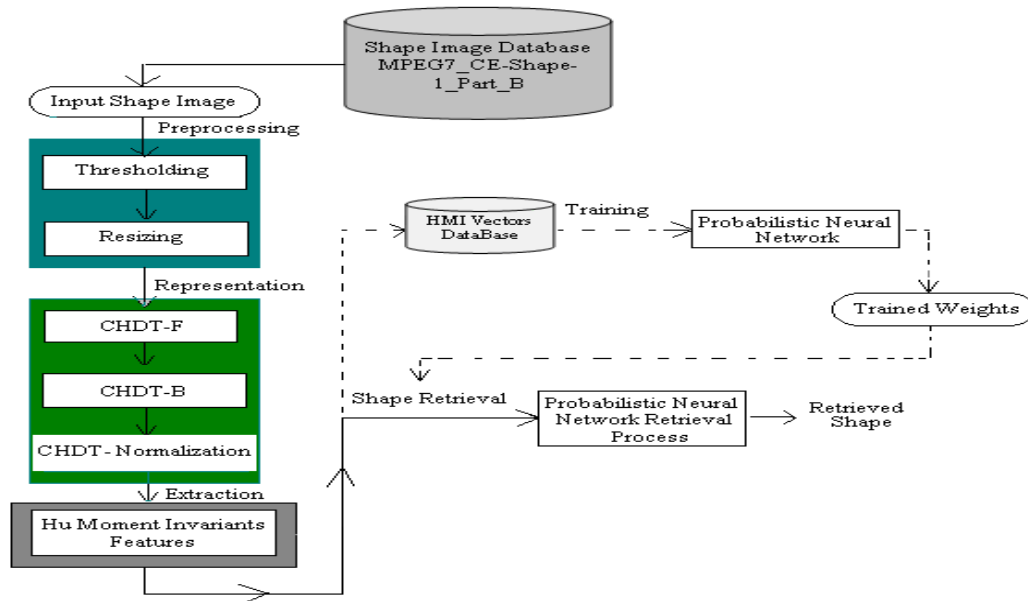 Shape Image Database
MPEG7_CE-Shape-
1_Part_B
Input Shape Image
Preprocessing
Thresholding
Resizing
Representation
CHDT-F
CHDT-B
CHDT - Normalization
Extraction
Hu Moment Invariants
Features
HMI Vectors
DataBase
Training
Probabilistic Neural
Network
Trained Weights
Shape Retrieval
Probabilistic Neural
Network Retrieval
Process
Retrieved
Shape